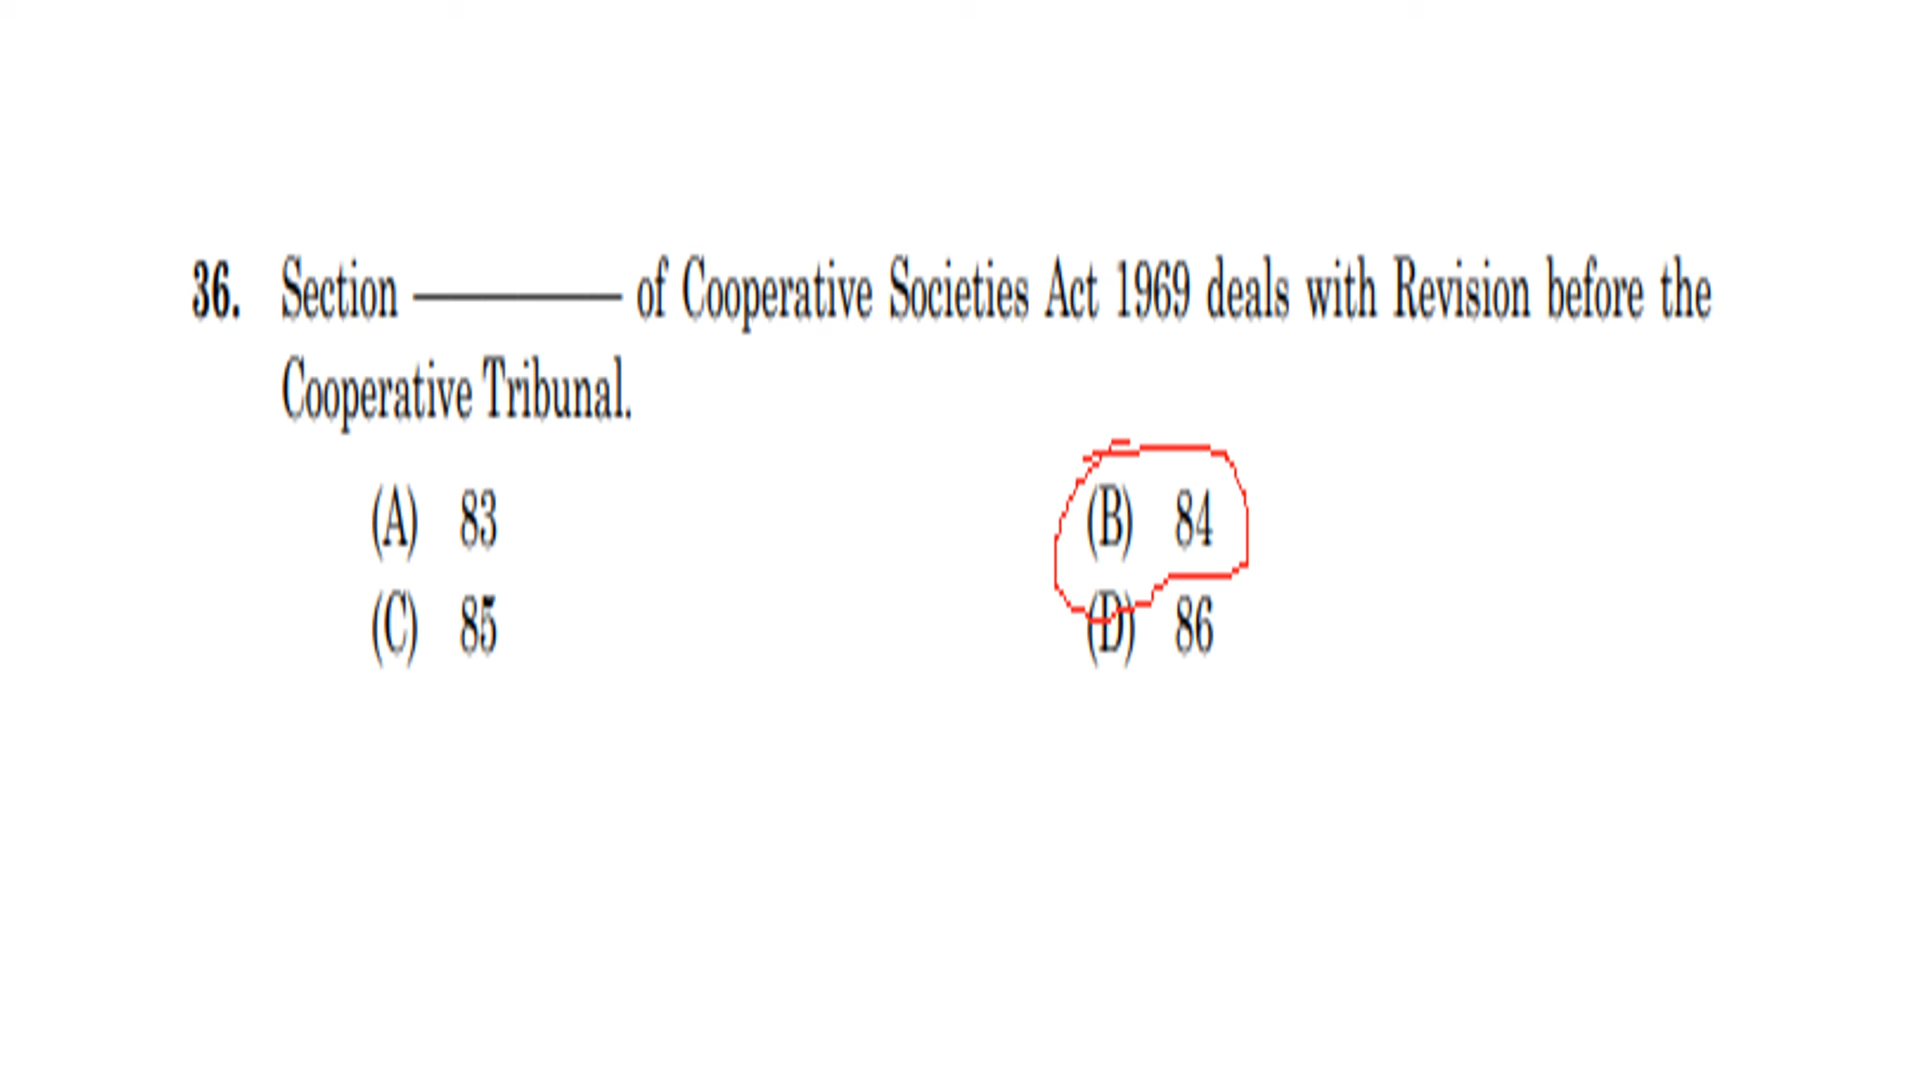 36. Section ———— of Cooperative Societies Act 1969 deals with Revision before the
Cooperative Tribunal.
(A) 83 (B) 84
(C) 85 (D) 86